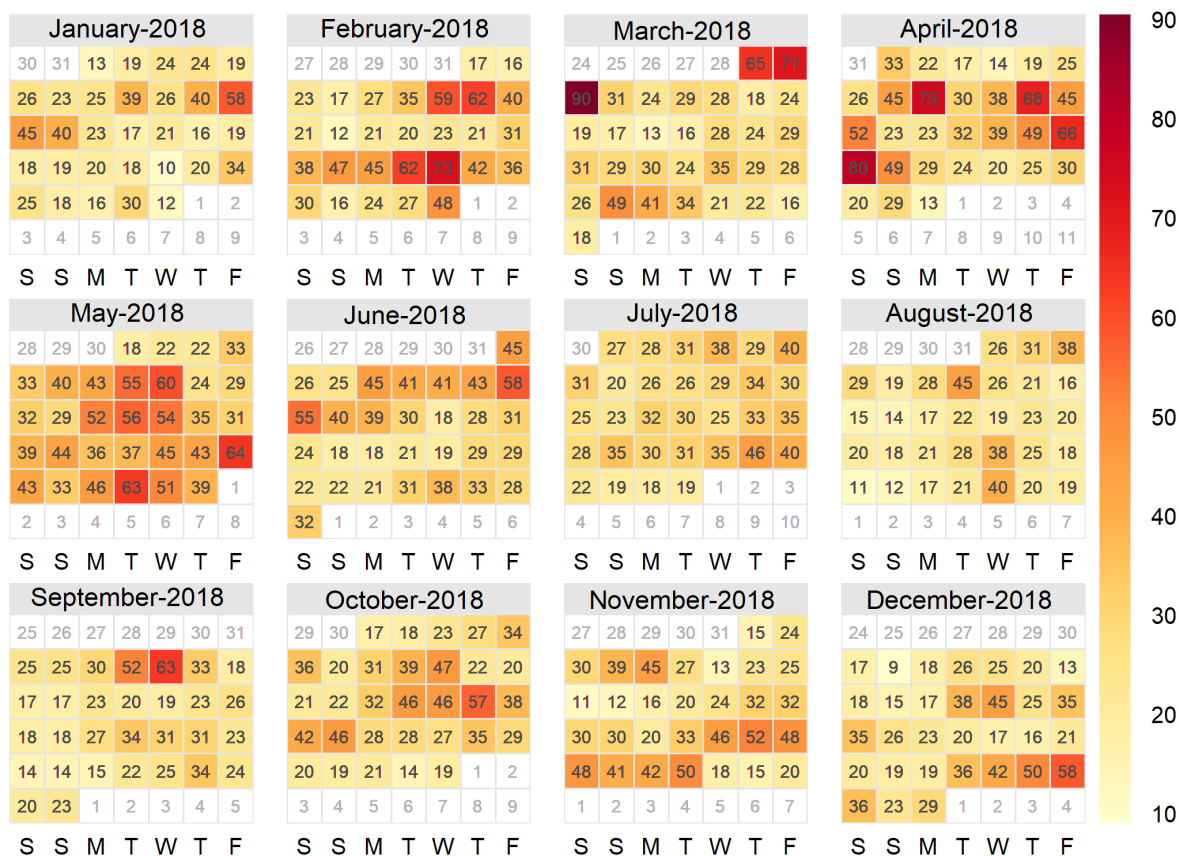 January-2018
30 31 13 19 24 24 19
26 23 25 39 26 40 58
45 40 23 17 21 16 19
18 19 20 18 10 20 34
25 18 16 30 12 1 2
3 4 5 6 7 8 9
S S M T W T F
February-2018
27 28 29 30 31 17 16
23 17 27 35 59 62 40
21 12 21 20 23 21 31
38 47 45 62 73 42 36
30 16 24 27 48 1 2
3 4 5 6 7 8 9
S S M T W T F
March-2018
24 25 26 27 28 65 71
90 31 24 29 28 18 24
19 17 13 16 28 24 29
31 29 30 24 35 29 28
26 49 41 34 21 22 16
18 1 2 3 4 5 6
S S M T W T F
April-2018
31 33 22 17 14 19 25
26 45 75 30 38 68 45
52 23 23 32 39 49 66
80 49 29 24 20 25 30
20 29 13 1 2 3 4
5 6 7 8 9 10 11
S S M T W T F
May-2018
28 29 30 18 22 22 33
33 40 43 55 60 24 29
32 29 52 56 54 35 31
39 44 36 37 45 43 64
43 33 46 63 51 39 1
2 3 4 5 6 7 8
S S M T W T F
June-2018
26 27 28 29 30 31 45
26 25 45 41 41 43 58
55 40 39 30 18 28 31
24 18 18 21 19 29 29
22 22 21 31 38 33 28
32 1 2 3 4 5 6
S S M T W T F
July-2018
30 27 28 31 38 29 40
31 20 26 26 29 34 30
25 23 32 30 25 33 35
28 35 30 31 35 46 40
22 19 18 19 1 2 3
4 5 6 7 8 9 10
S S M T W T F
August-2018
28 29 30 31 26 31 38
29 19 28 45 26 21 16
15 14 17 22 19 23 20
20 18 21 28 38 25 18
11 12 17 21 40 20 19
1 2 3 4 5 6 7
S S M T W T F
September-2018
25 26 27 28 29 30 31
25 25 30 52 63 33 18
17 17 23 20 19 23 26
18 18 27 34 31 31 23
14 14 15 22 25 34 24
20 23 1 2 3 4 5
S S M T W T F
October-2018
29 30 17 18 23 27 34
36 20 31 39 47 22 20
21 22 32 46 46 57 38
42 46 28 28 27 35 29
20 19 21 14 19 1 2
3 4 5 6 7 8 9
S S M T W T F
November-2018
27 28 29 30 31 15 24
30 39 45 27 13 23 25
11 12 16 20 24 32 32
30 30 20 33 46 52 48
48 41 42 50 18 15 20
1 2 3 4 5 6 7
S S M T W T F
December-2018
24 25 26 27 28 29 30
17 9 18 26 25 20 13
18 15 17 38 45 25 35
35 26 23 20 17 16 21
20 19 19 36 42 50 58
36 23 29 1 2 3 4
S S M T W T F
90
80
70
60
50
40
30
20
10